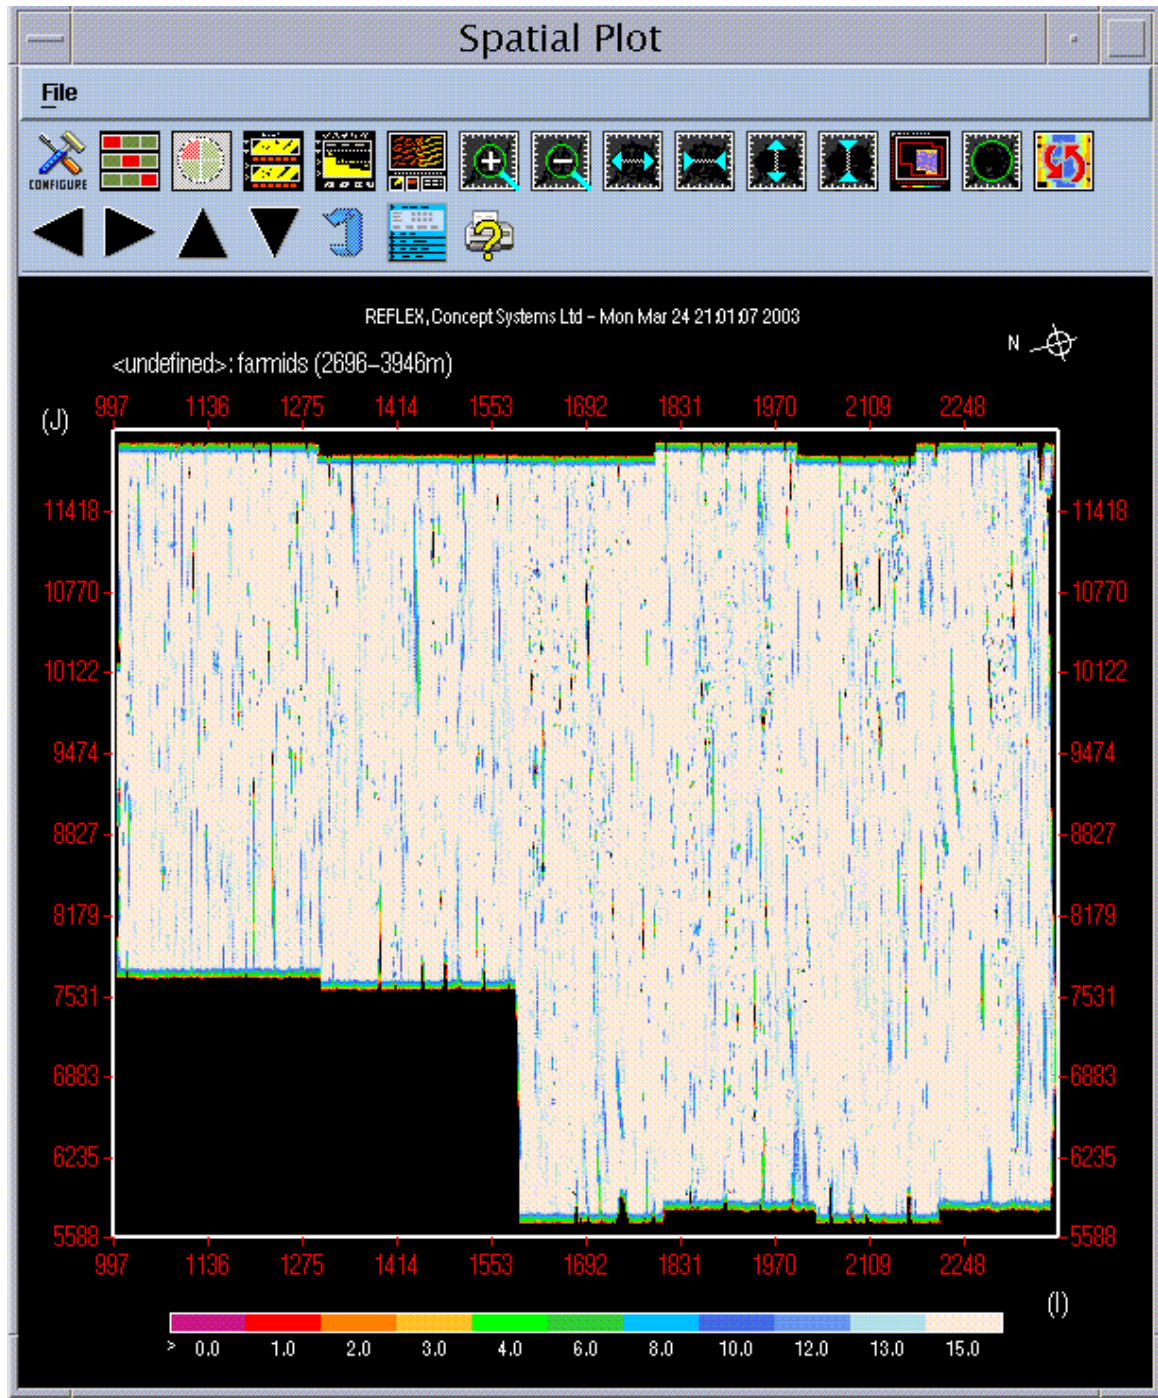 Spatial Plot
File
CONFIGURE
REFLEX, Concept Systems Ltd – Mon Mar 24 21:01:07 2003
N
<undefined>: farmids (2696–3946m)
(J)
997 1136 1275 1414 1553 1692 1831 1970 2109 2248
11418 11418
10770 10770
10122 10122
9474 9474
8827 8827
8179 8179
7531 7531
6883 6883
6235 6235
5588 5588
997 1136 1275 1414 1553 1692 1831 1970 2109 2248
(I)
> 0.0 1.0 2.0 3.0 4.0 6.0 8.0 10.0 12.0 13.0 15.0